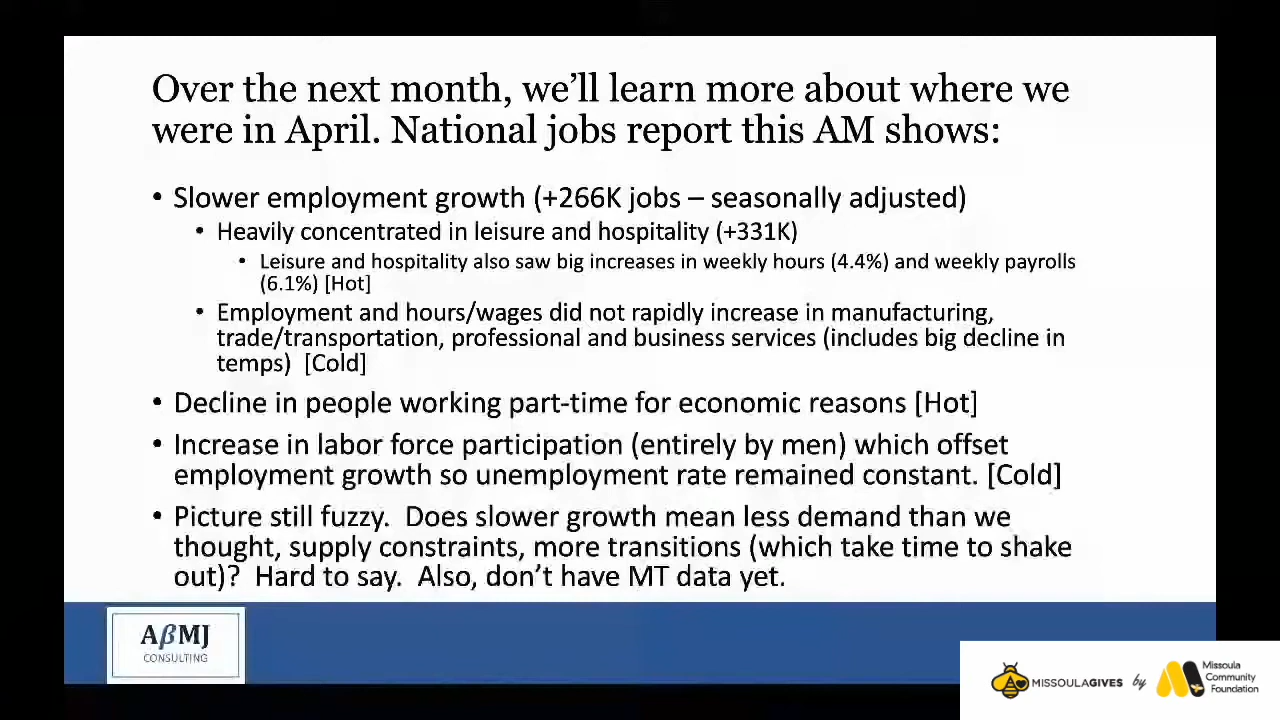 Over the next month, we’ll learn more about where we
were in April. National jobs report this AM shows:
• Slower employment growth (+266K jobs – seasonally adjusted)
• Heavily concentrated in leisure and hospitality (+331K)
• Leisure and hospitality also saw big increases in weekly hours (4.4%) and weekly payrolls
(6.1%) [Hot]
• Employment and hours/wages did not rapidly increase in manufacturing,
trade/transportation, professional and business services (includes big decline in
temps)  [Cold]
• Decline in people working part-time for economic reasons [Hot]
• Increase in labor force participation (entirely by men) which offset
employment growth so unemployment rate remained constant. [Cold]
• Picture still fuzzy.  Does slower growth mean less demand than we
thought, supply constraints, more transitions (which take time to shake
out)?  Hard to say.  Also, don’t have MT data yet.
AβMJ
CONSULTING
MISSOULAGIVES by
Missoula
Community
Foundation